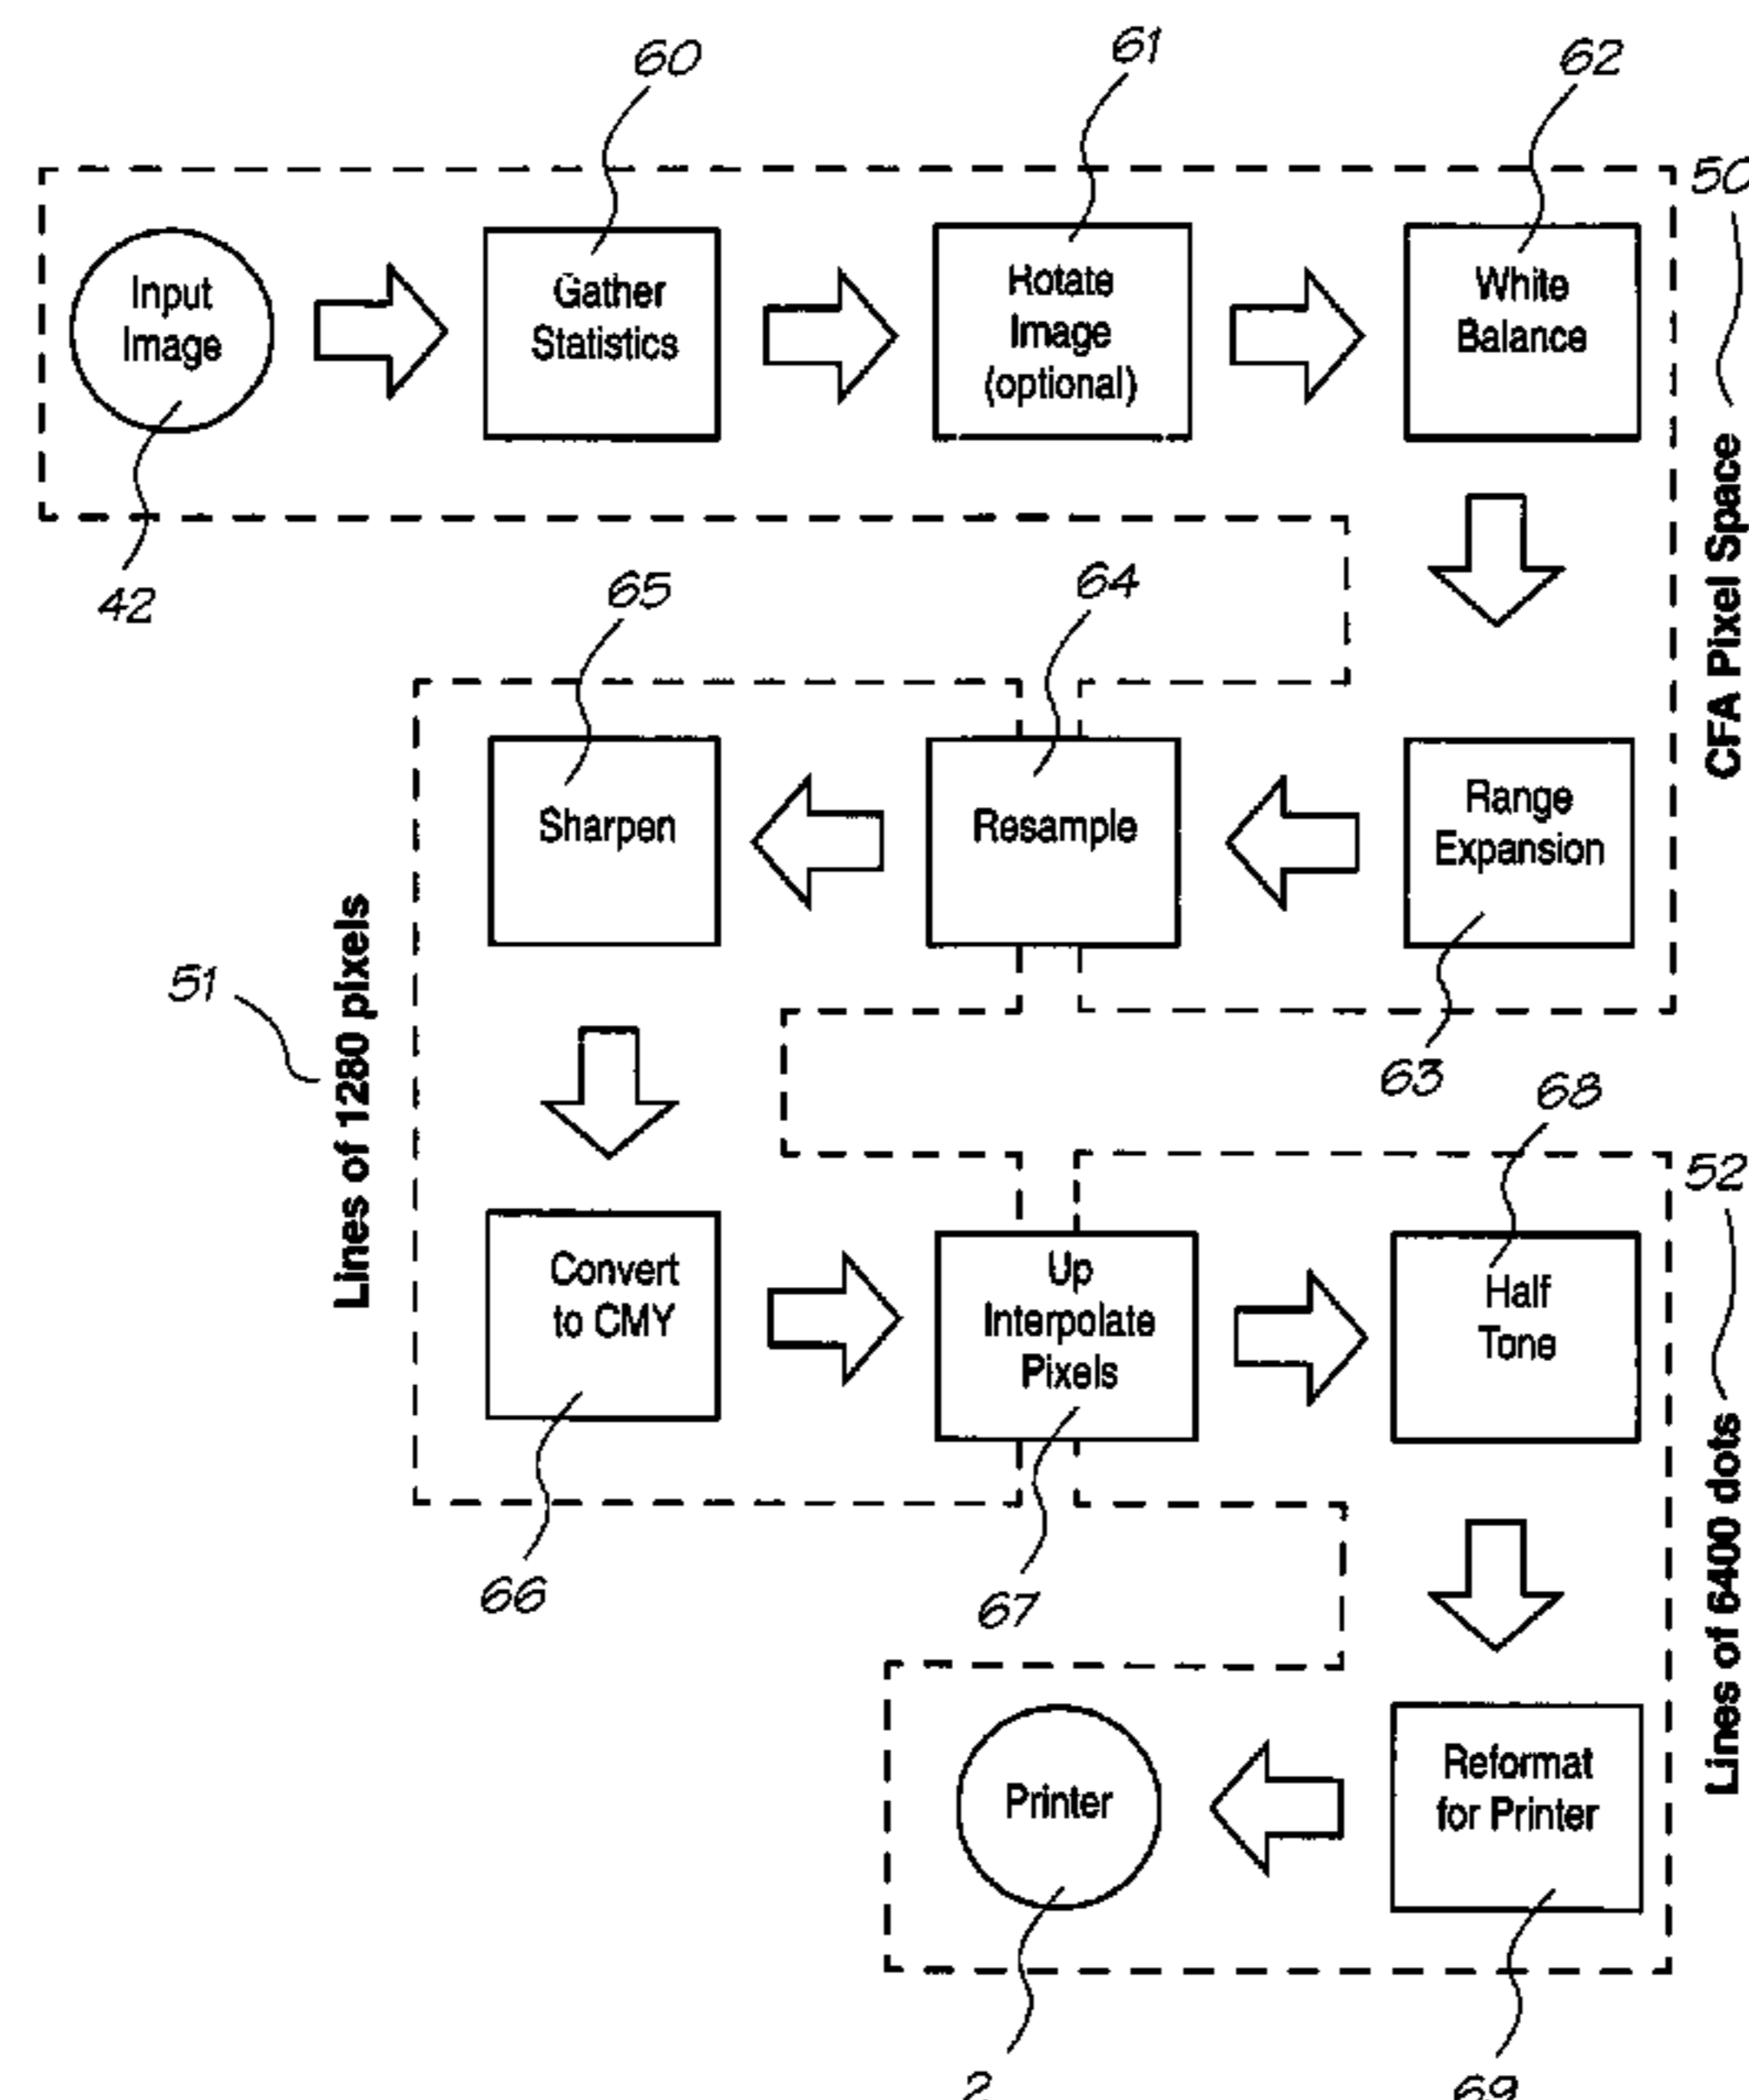 60
61
62
50
Input
Image
Gather
Statistics
Rotate
Image
(optional)
White
Balance
CFA Pixel Space
42
65
64
Sharpen
Resample
Range
Expansion
51
Lines of 1280 pixels
63
68
52
Convert
to CMY
Up
Interpolate
Pixels
Half
Tone
66
67
Lines of 6400 dots
Printer
Reformat
for Printer
2
69